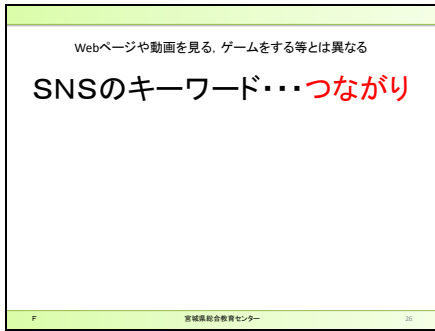 Webページや動画を見る，ゲームをする等とは異なる
SNSのキーワード・・・つながり
F 宮城県総合教育センター 26